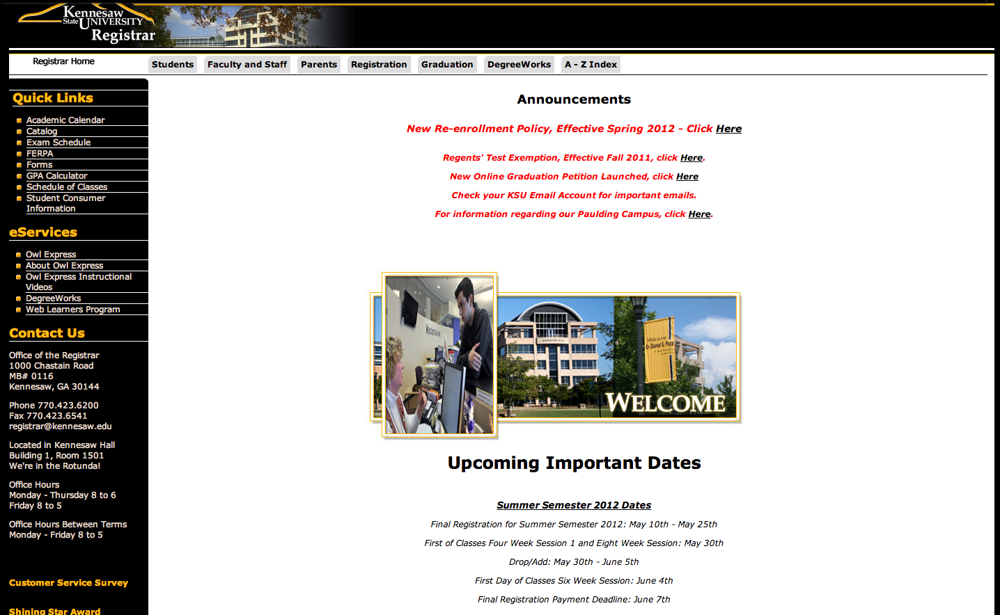 Kennesaw
State UNIVERSITY
Registrar
Registrar Home
Students
Faculty and Staff
Parents
Registration
Graduation
DegreeWorks
A - Z Index
Quick Links
Academic Calendar
Catalog
Exam Schedule
FERPA
Forms
GPA Calculator
Schedule of Classes
Student Consumer
Information
eServices
Owl Express
About Owl Express
Owl Express Instructional
Videos
DegreeWorks
Web Learners Program
Contact Us
Office of the Registrar
1000 Chastain Road
MB# 0116
Kennesaw, GA 30144
Phone 770.423.6200
Fax 770.423.6541
registrar@kennesaw.edu
Located in Kennesaw Hall
Building 1, Room 1501
We're in the Rotunda!
Office Hours
Monday - Thursday 8 to 6
Friday 8 to 5
Office Hours Between Terms
Monday - Friday 8 to 5
Customer Service Survey
Shining Star Award
Announcements
New Re-enrollment Policy, Effective Spring 2012 - Click Here
Regents' Test Exemption, Effective Fall 2011, click Here.
New Online Graduation Petition Launched, click Here
Check your KSU Email Account for important emails.
For information regarding our Paulding Campus, click Here.
REGISTRAR
Welcome
Dr. Daniel S. Papp
WELCOME
Upcoming Important Dates
Summer Semester 2012 Dates
Final Registration for Summer Semester 2012: May 10th - May 25th
First of Classes Four Week Session 1 and Eight Week Session: May 30th
Drop/Add: May 30th - June 5th
First Day of Classes Six Week Session: June 4th
Final Registration Payment Deadline: June 7th